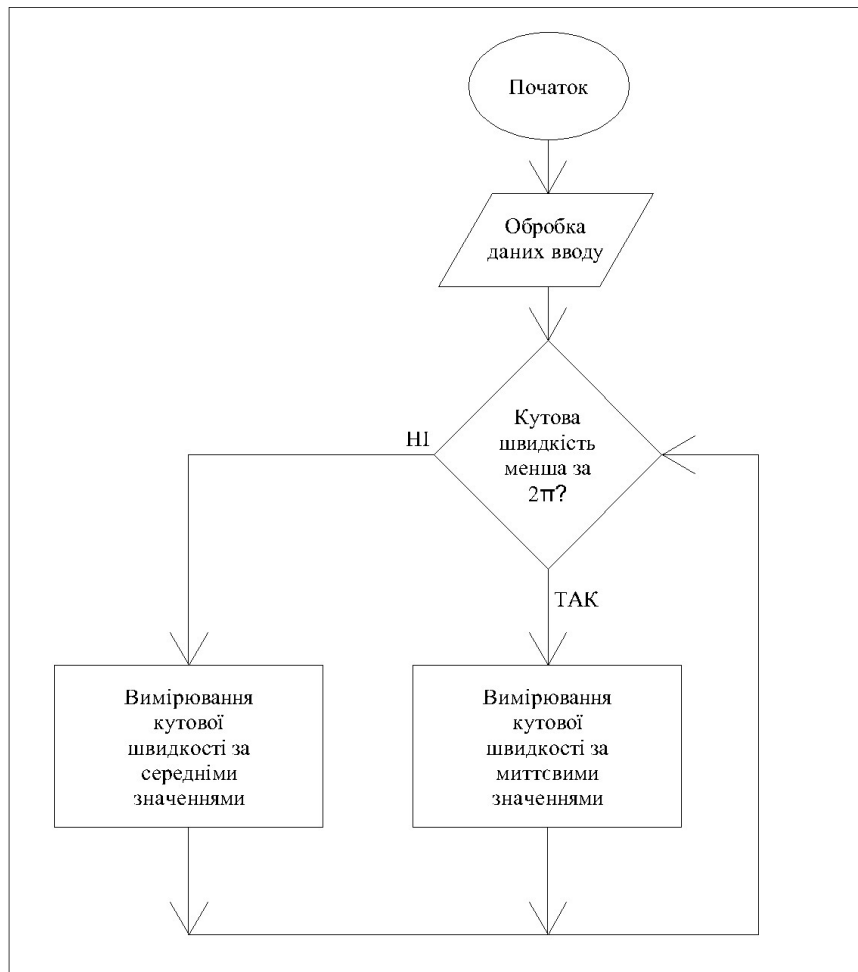 Початок
Обробка
даних вводу
Кутова
швидкість
менша за
2π?
НІ
ТАК
Вимірювання
кутової
швидкості за
середніми
значеннями
Вимірювання
кутової
швидкості за
миттєвими
значеннями